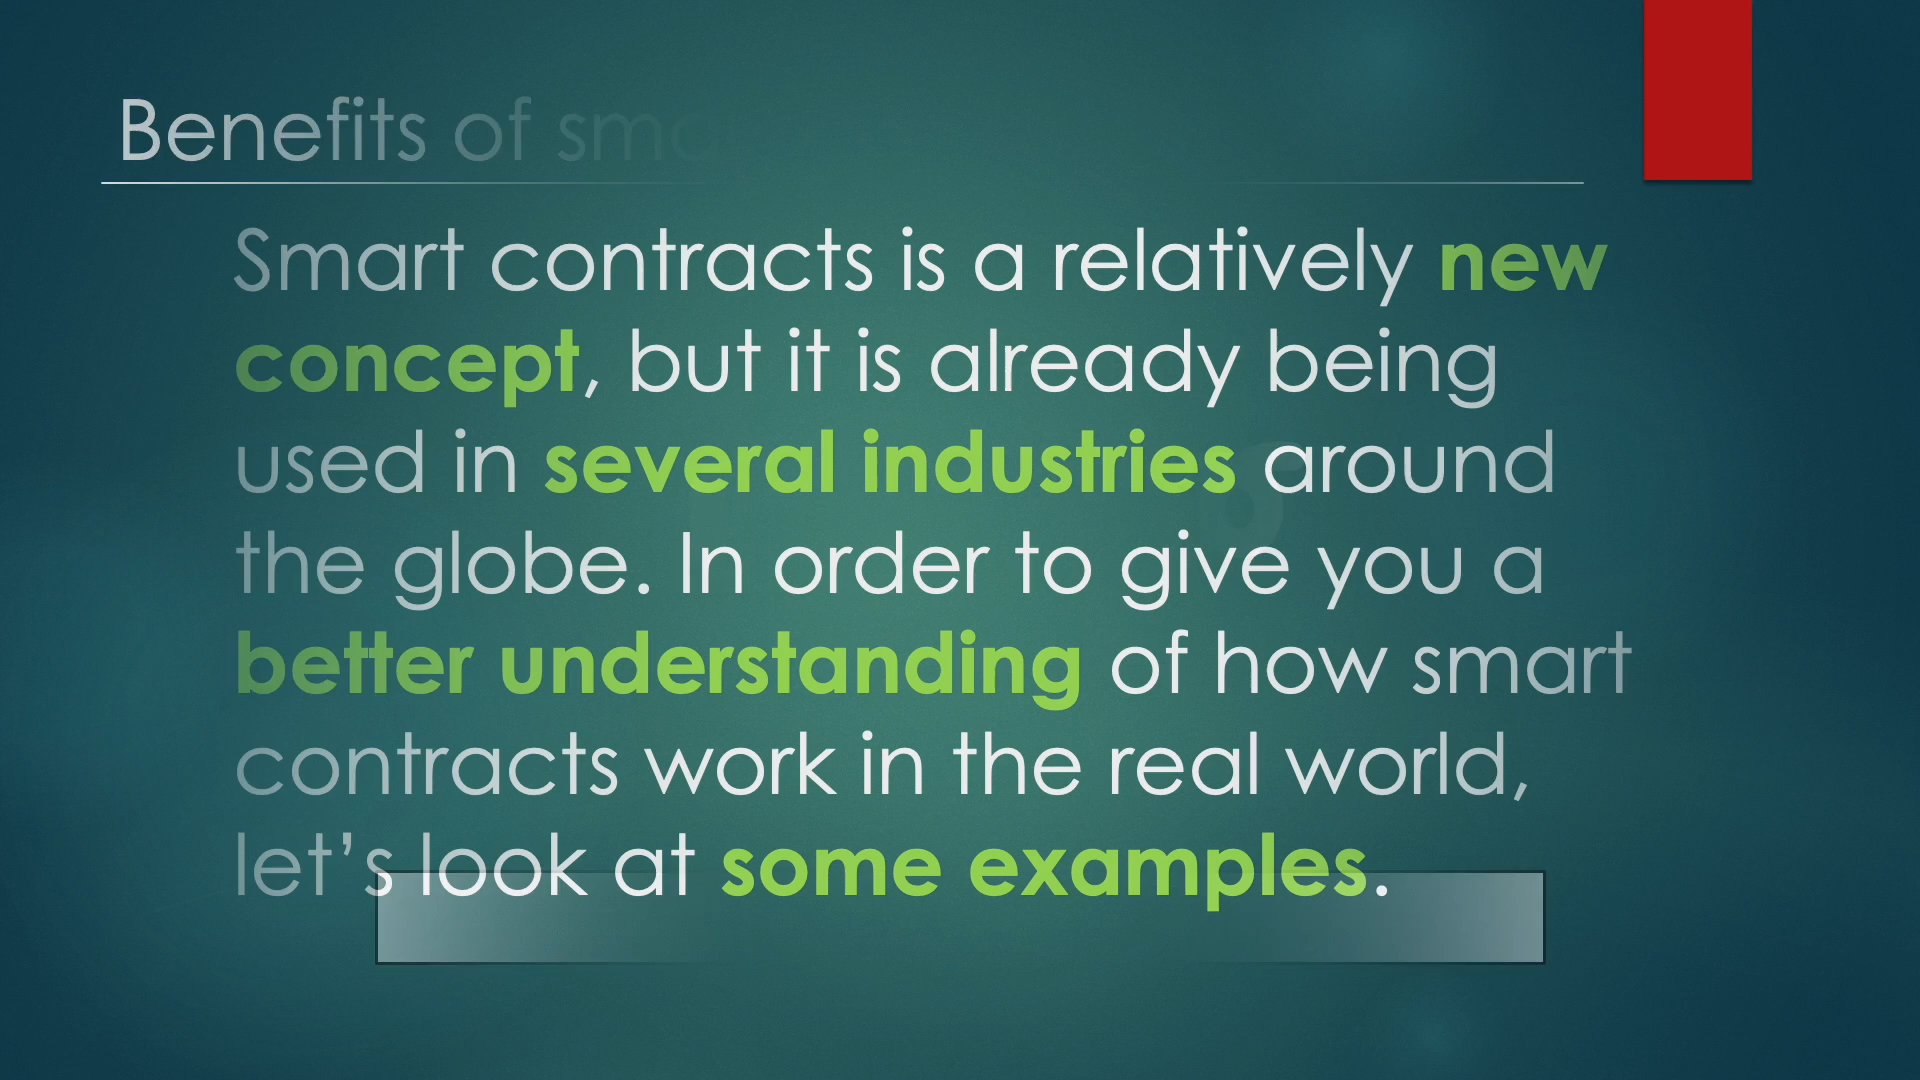 Benefits of
Smart contracts is a relatively new
concept, but it is already being
used in several industries around
the globe. In order to give you a
better understanding of how smart
contracts work in the real world,
let’s look at some examples.